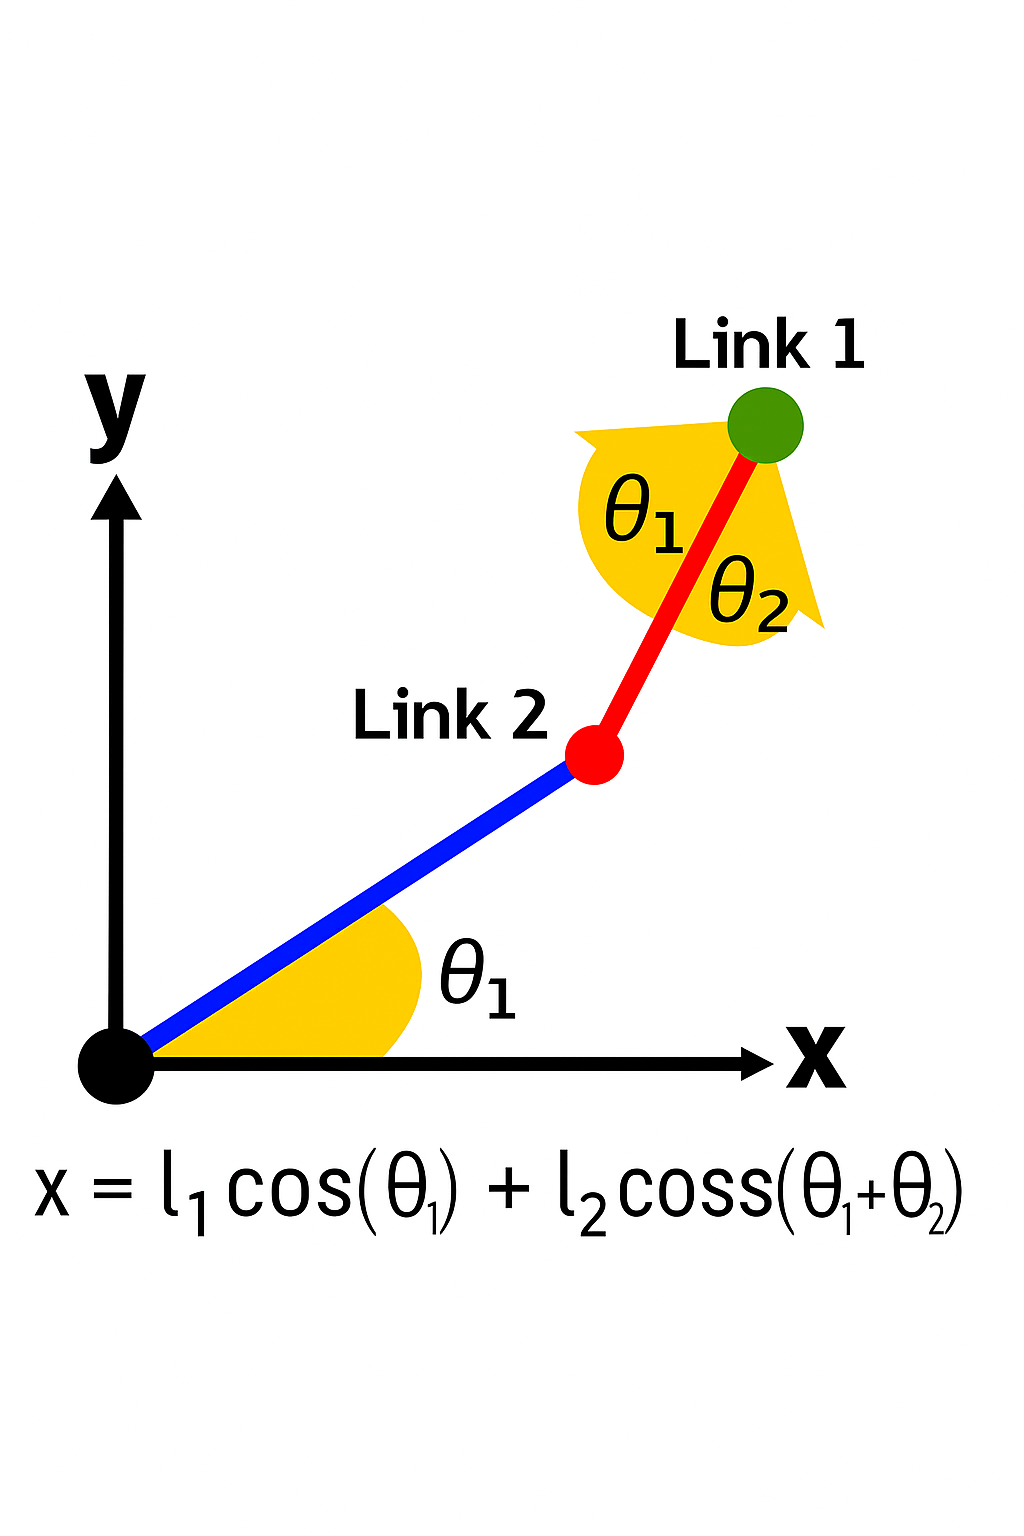 Link 1
y
θ1
θ2
Link 2
θ1
x
x = l1 cos(θ1) + l2 coss(θ1+θ2)